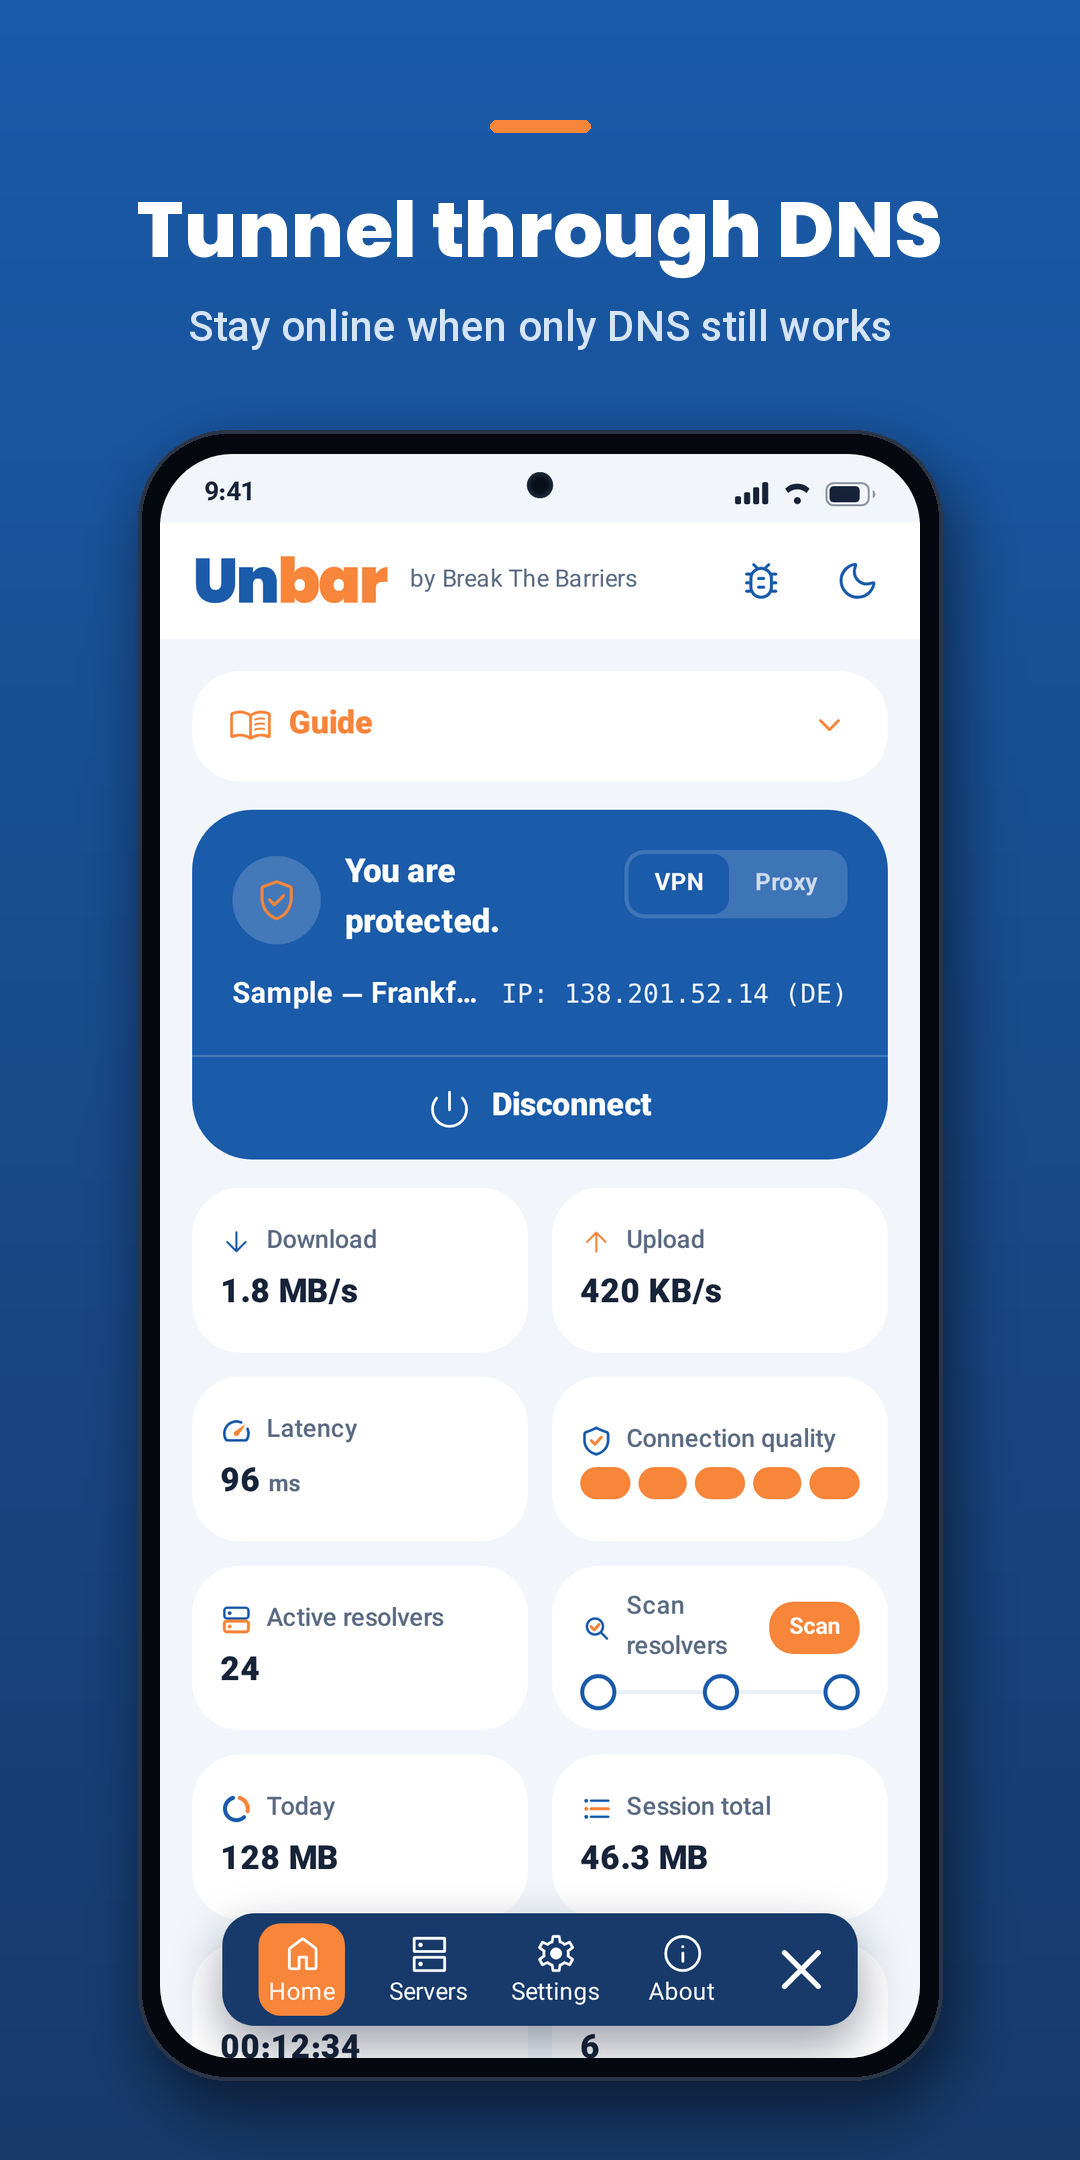 Tunnel through DNS
Stay online when only DNS still works
9:41
Unbar by Break The Barriers
Guide
You are
protected.
VPN Proxy
Sample — Frankf... IP: 138.201.52.14 (DE)
Disconnect
Download
1.8 MB/s
Upload
420 KB/s
Latency
96 ms
Connection quality
Active resolvers
24
Scan
resolvers
Scan
Today
128 MB
Session total
46.3 MB
Home Servers Settings About
00:12:34
6